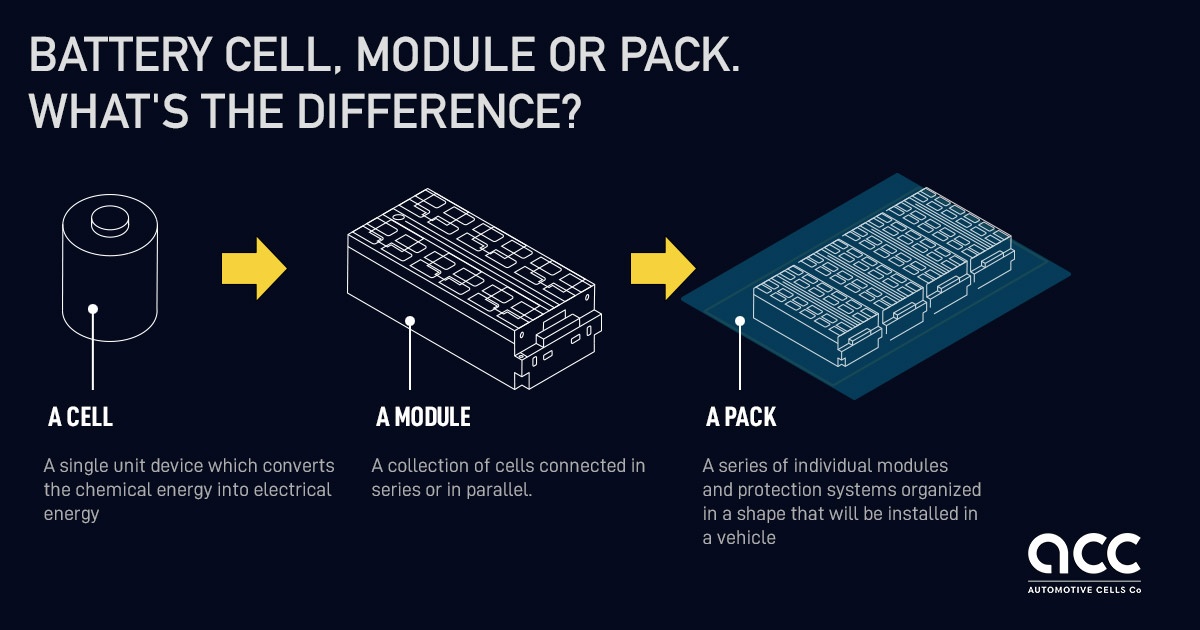 BATTERY CELL, MODULE OR PACK.
WHAT'S THE DIFFERENCE?
A CELL
A single unit device which converts
the chemical energy into electrical
energy
A MODULE
A collection of cells connected in
series or in parallel.
A PACK
A series of individual modules
and protection systems organized
in a shape that will be installed in
a vehicle
acc
AUTOMOTIVE CELLS Co